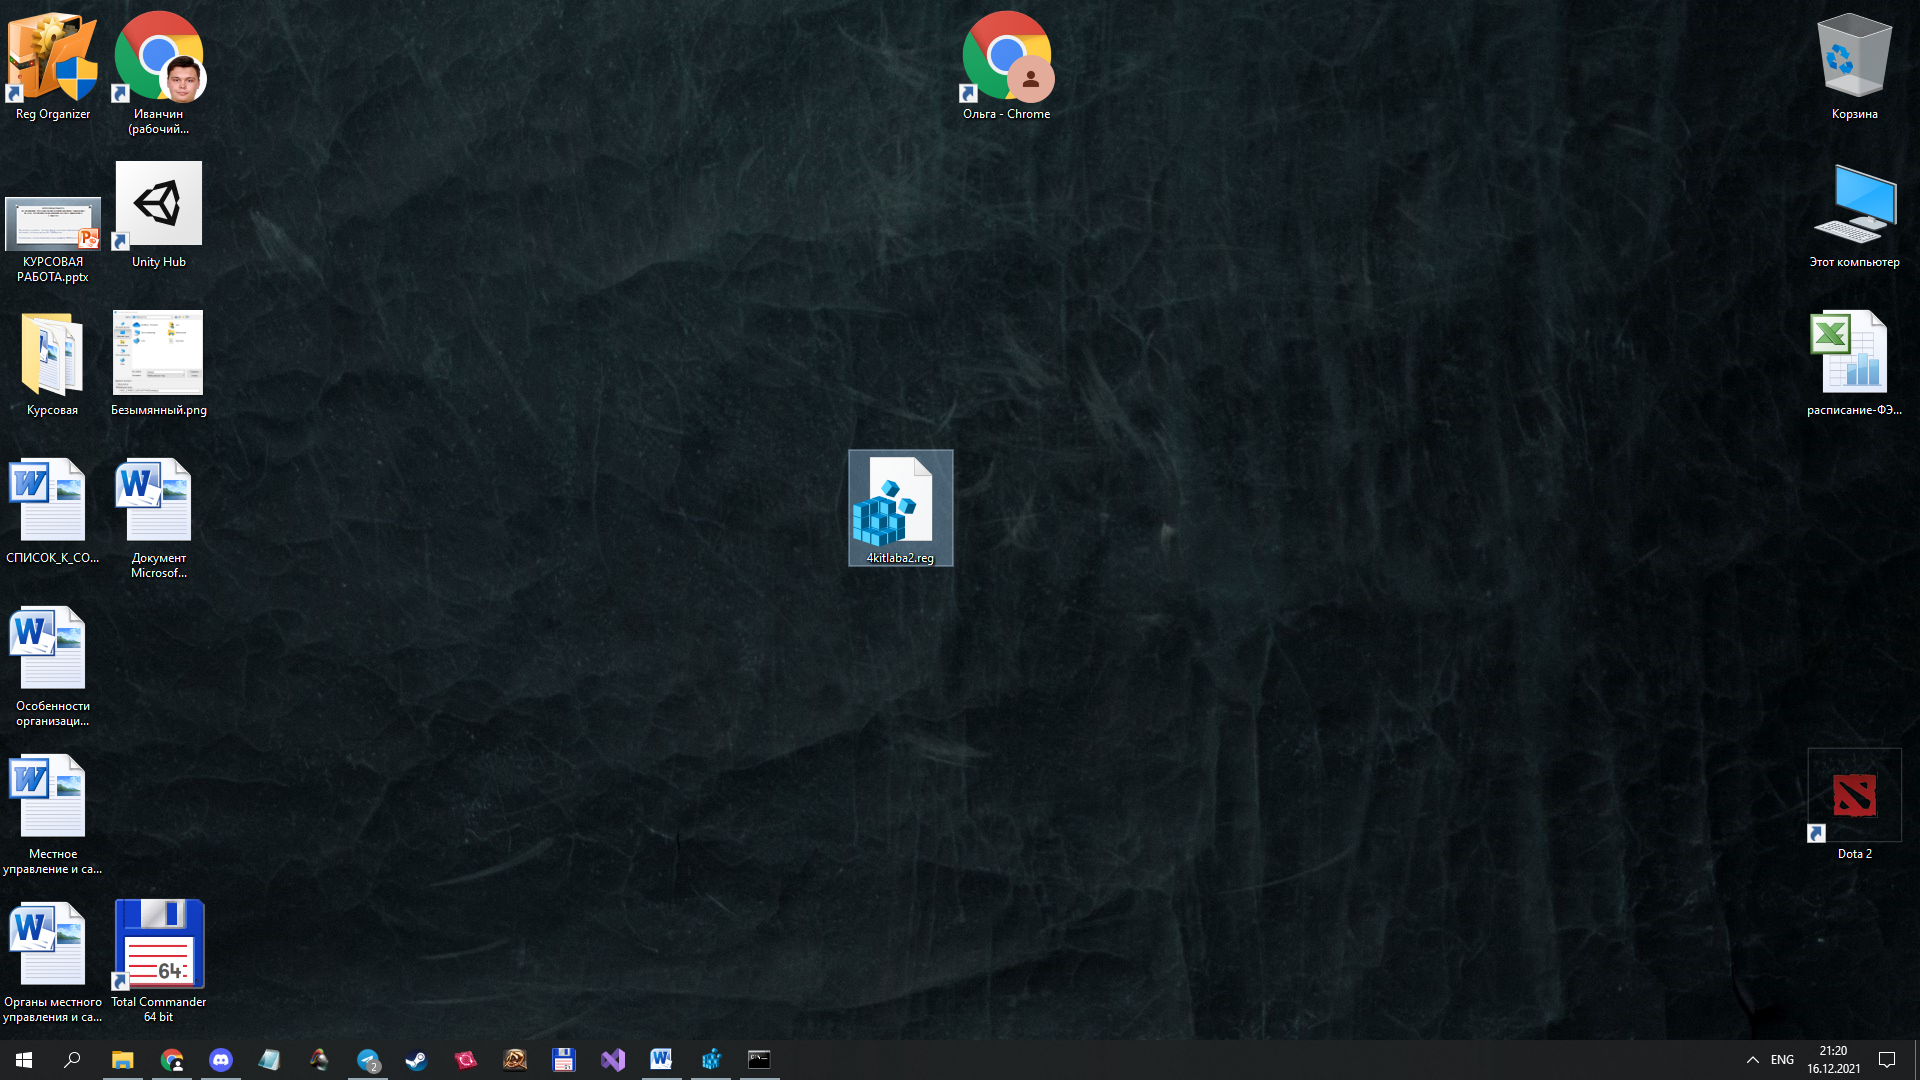 Reg Organizer
Иванчин
(рабочий...
Ольга - Chrome
Корзина
КУРСОВАЯ
РАБОТА.pptx
Unity Hub
Этот компьютер
Курсовая
Безымянный.png
расписание-ФЭ...
СПИСОК_К_СО...
Документ
Microsof...
4kitlaba2.reg
Особенности
организаци...
Местное
управление и са...
Dota 2
64
Органы местного
управления и са...
Total Commander
64 bit
2
ENG
21:20
16.12.2021